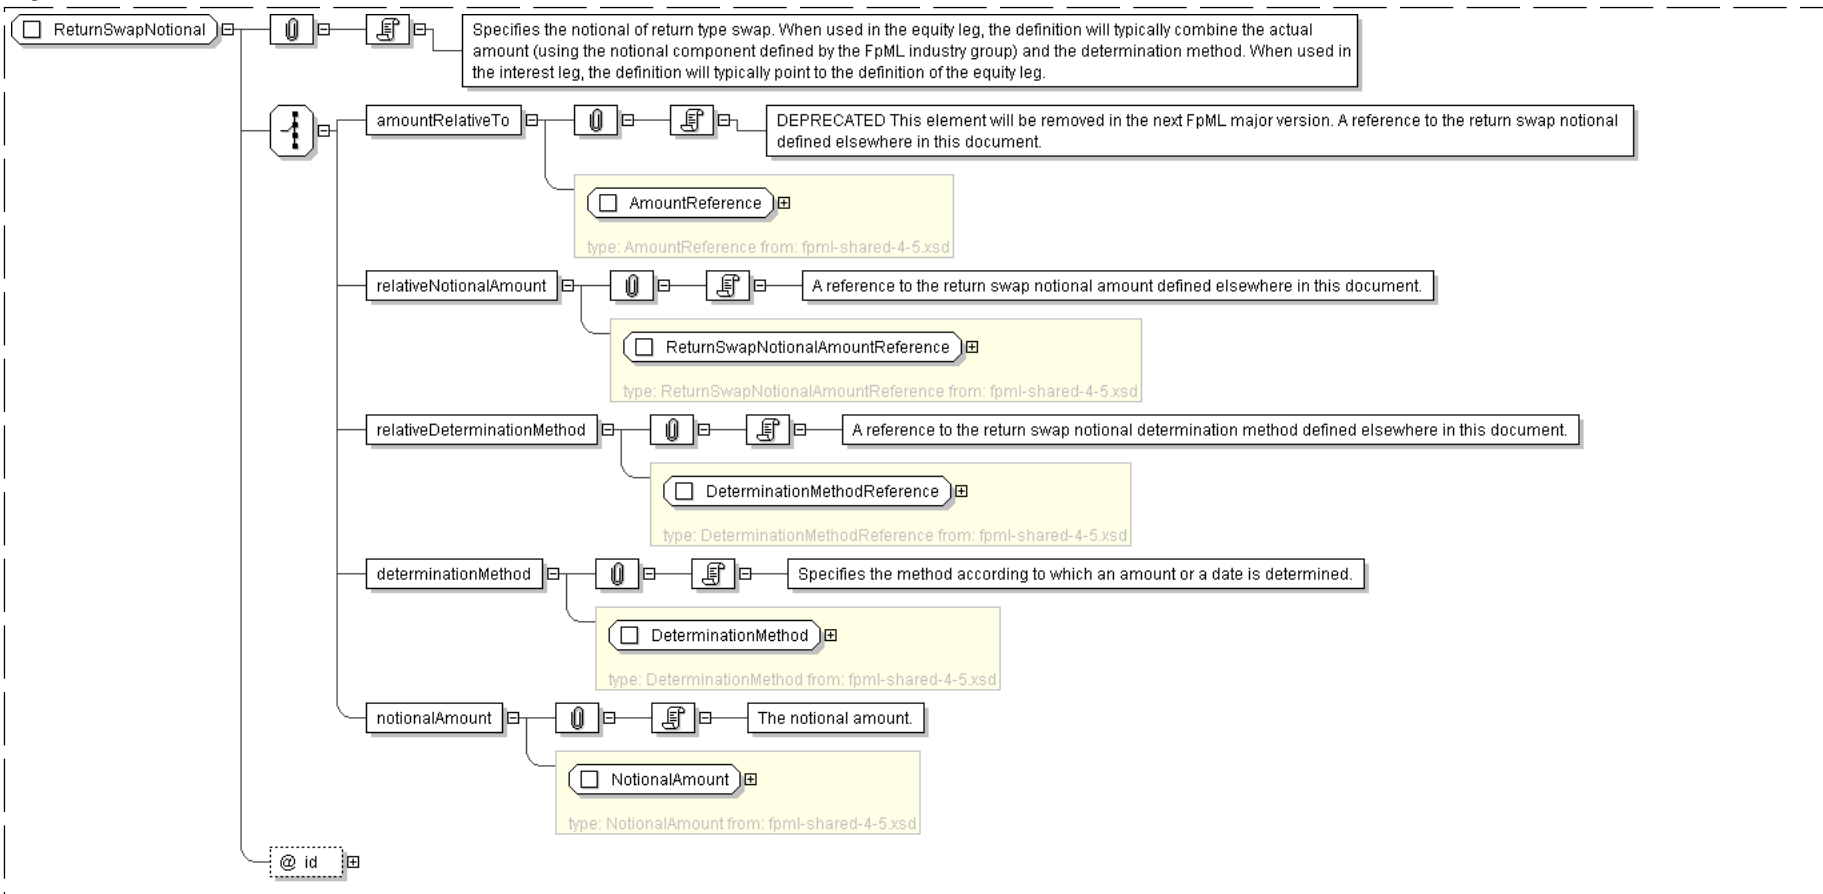 ReturnSwapNotional
Specifies the notional of return type swap. When used in the equity leg, the definition will typically combine the actual
amount (using the notional component defined by the FpML industry group) and the determination method. When used in
the interest leg, the definition will typically point to the definition of the equity leg.
amountRelativeTo
DEPRECATED This element will be removed in the next FpML major version. A reference to the return swap notional
defined elsewhere in this document.
AmountReference
type: AmountReference from: fpml-shared-4-5.xsd
relativeNotionalAmount
A reference to the return swap notional amount defined elsewhere in this document.
ReturnSwapNotionalAmountReference
type: ReturnSwapNotionalAmountReference from: fpml-shared-4-5.xsd
relativeDeterminationMethod
A reference to the return swap notional determination method defined elsewhere in this document.
DeterminationMethodReference
type: DeterminationMethodReference from: fpml-shared-4-5.xsd
determinationMethod
Specifies the method according to which an amount or a date is determined.
DeterminationMethod
type: DeterminationMethod from: fpml-shared-4-5.xsd
notionalAmount
The notional amount.
NotionalAmount
type: NotionalAmount from: fpml-shared-4-5.xsd
@ id